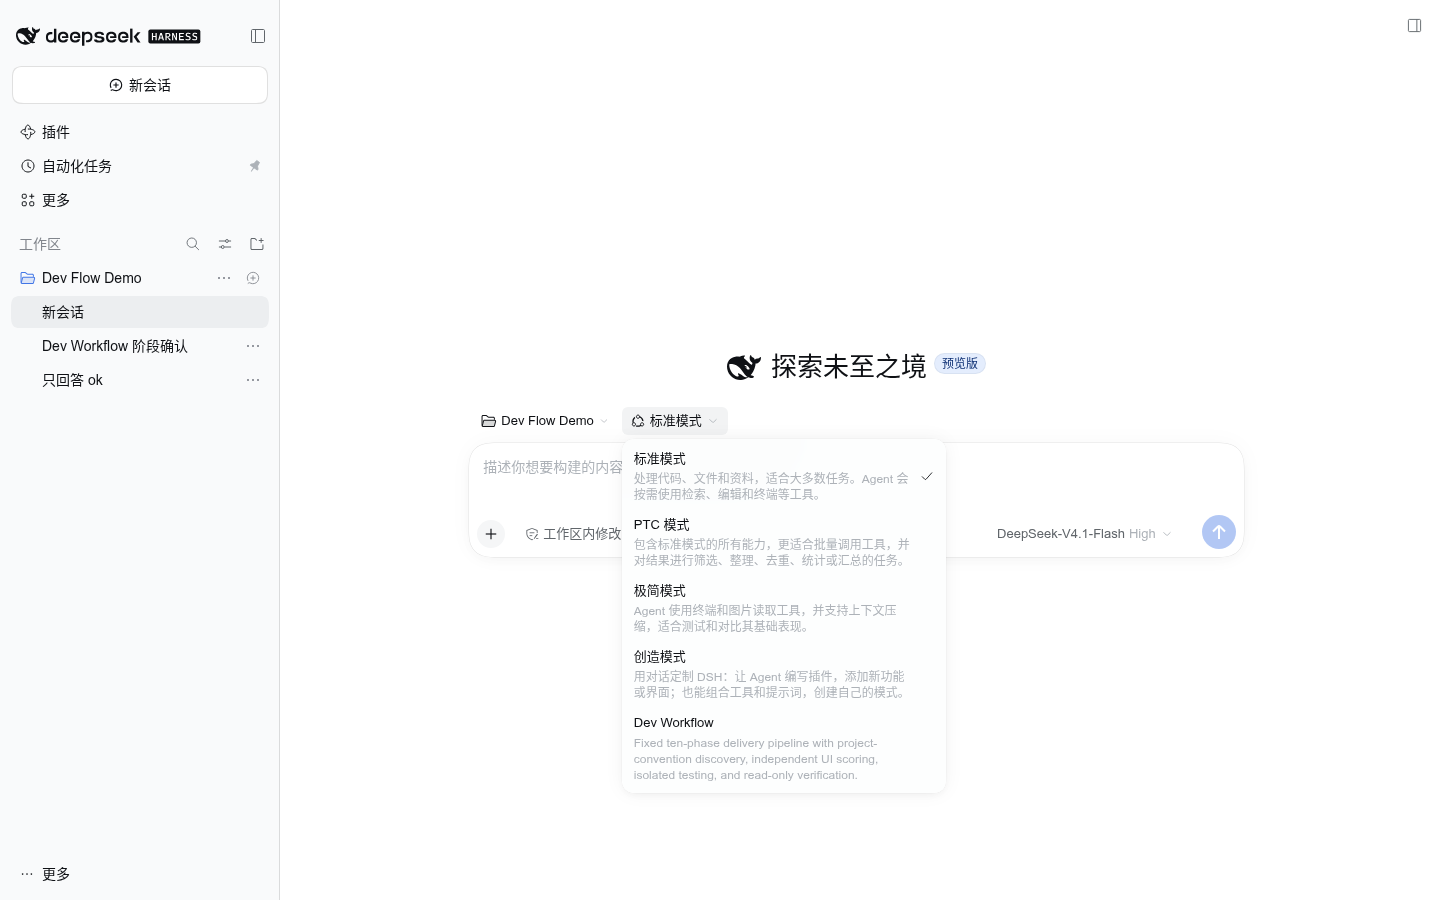 deepseek HARNESS
新会话
插件
自动化任务
更多
工作区
Dev Flow Demo
新会话
Dev Workflow 阶段确认
只回答 ok
更多
探索未至之境 预览版
Dev Flow Demo 标准模式
描述你想要构建的内容
工作区内修改
DeepSeek-V4.1-Flash High
标准模式
处理代码、文件和资料，适合大多数任务。Agent 会
按需使用检索、编辑和终端等工具。
PTC 模式
包含标准模式的所有能力，更适合批量调用工具，并
对结果进行筛选、整理、去重、统计或汇总的任务。
极简模式
Agent 使用终端和图片读取工具，并支持上下文压
缩，适合测试和对比其基础表现。
创造模式
用对话定制 DSH：让 Agent 编写插件，添加新功能
或界面；也能组合工具和提示词，创建自己的模式。
Dev Workflow
Fixed ten-phase delivery pipeline with project-
convention discovery, independent UI scoring,
isolated testing, and read-only verification.